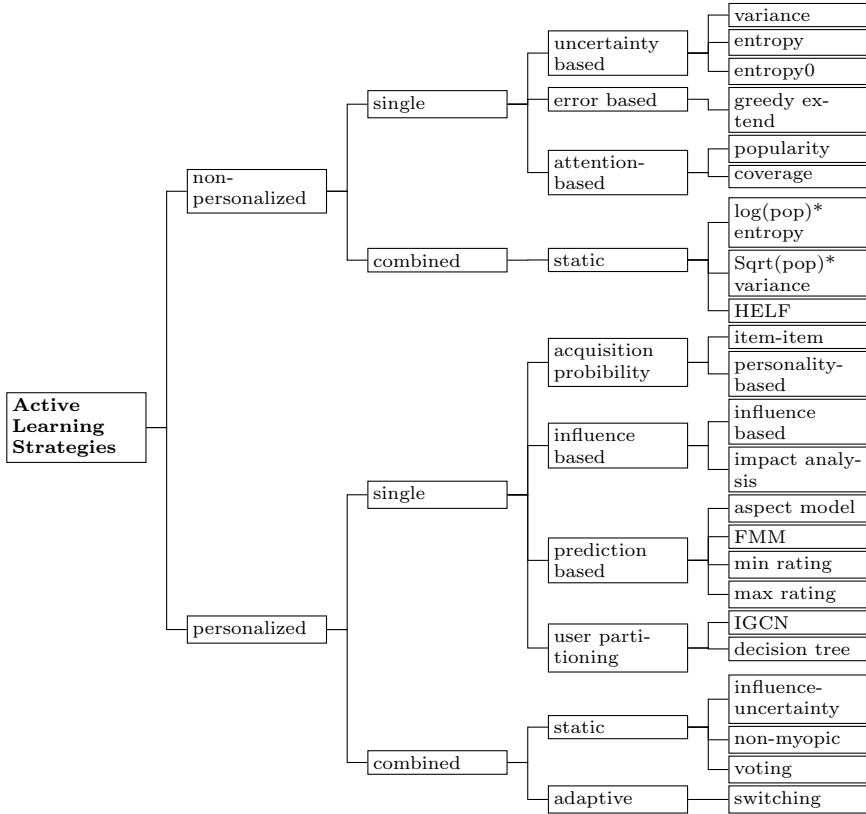 variance
uncertainty
based
entropy
entropy0
single
error based
greedy ex-
tend
attention-
based
popularity
coverage
non-
personalized
log(pop)*
entropy
combined
static
Sqrt(pop)*
variance
HELF
item-item
acquisition
probibility
personality-
based
Active
Learning
Strategies
influence
based
influence
based
impact analy-
sis
single
aspect model
FMM
prediction
based
min rating
max rating
personalized
IGCN
user parti-
tioning
decision tree
influence-
uncertainty
static
non-myopic
combined
voting
adaptive
switching